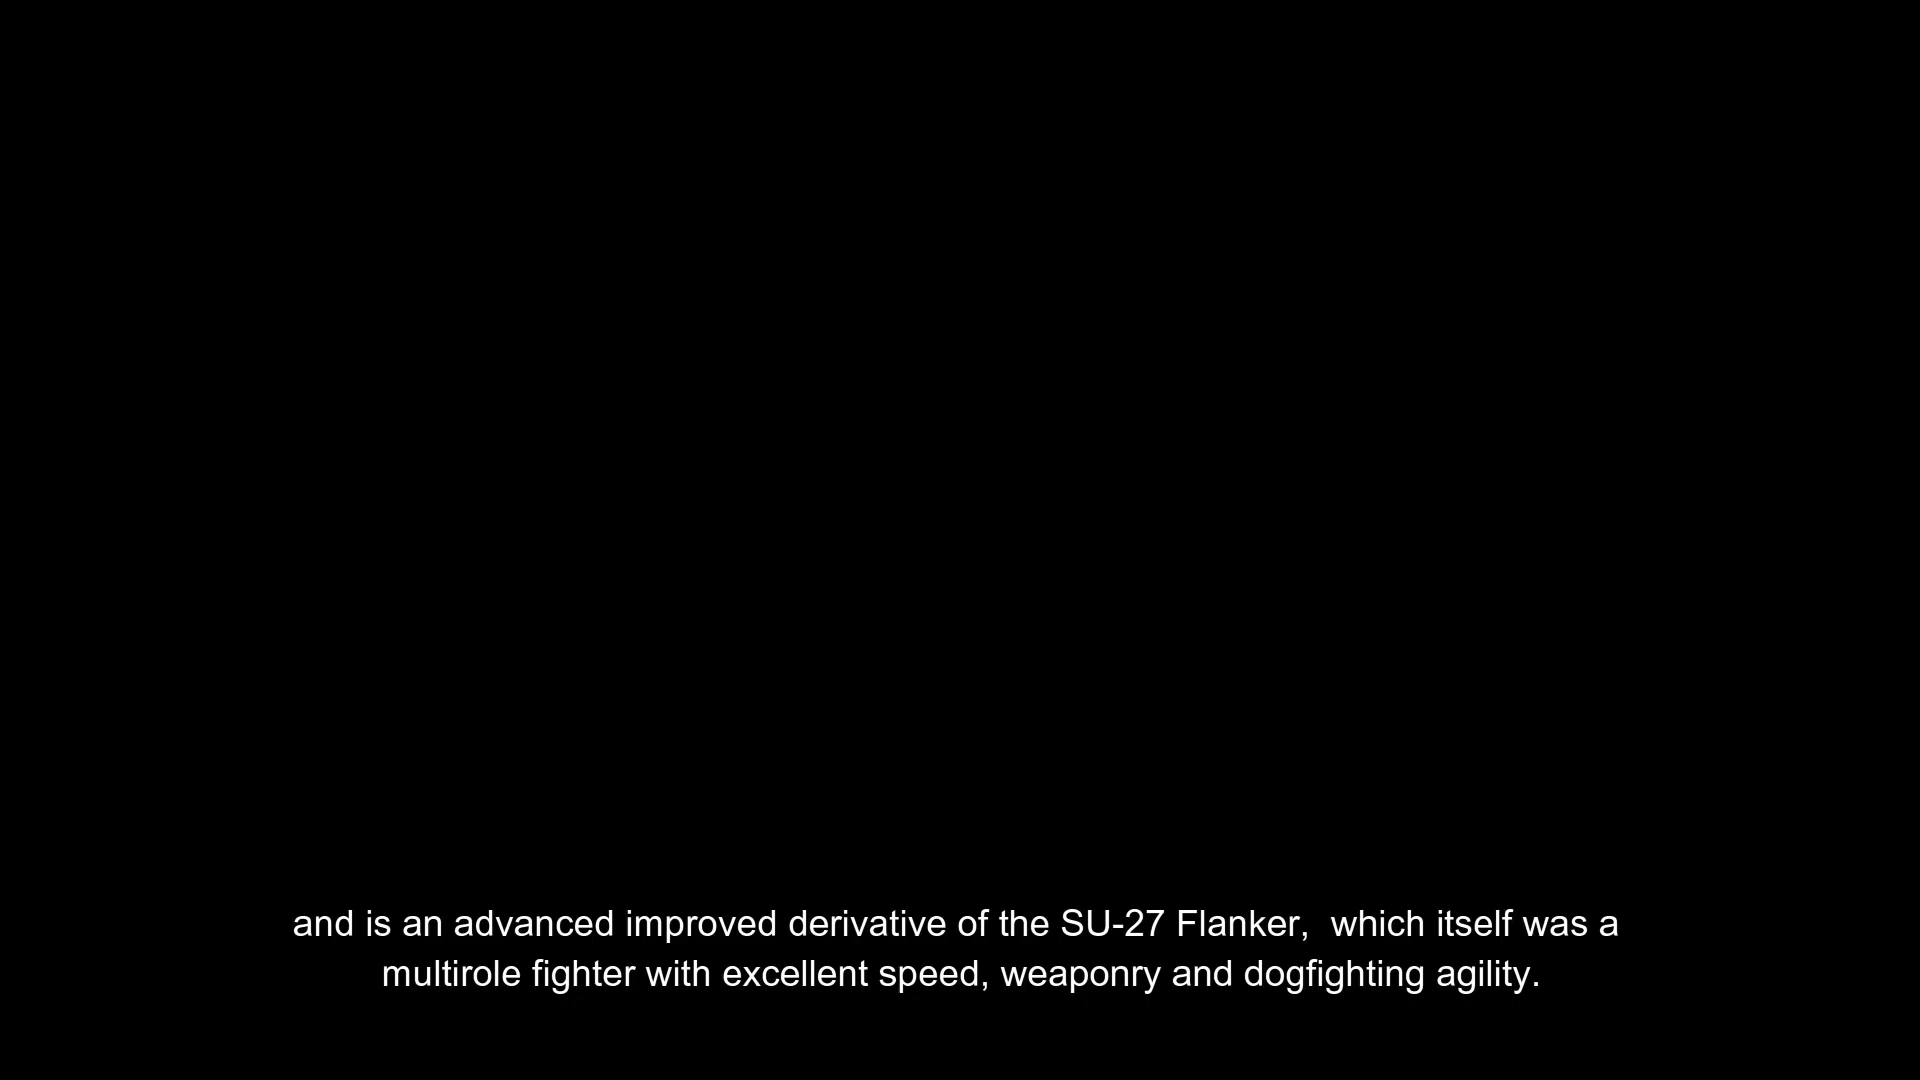 and is an advanced improved derivative of the SU-27 Flanker,  which itself was a
multirole fighter with excellent speed, weaponry and dogfighting agility.